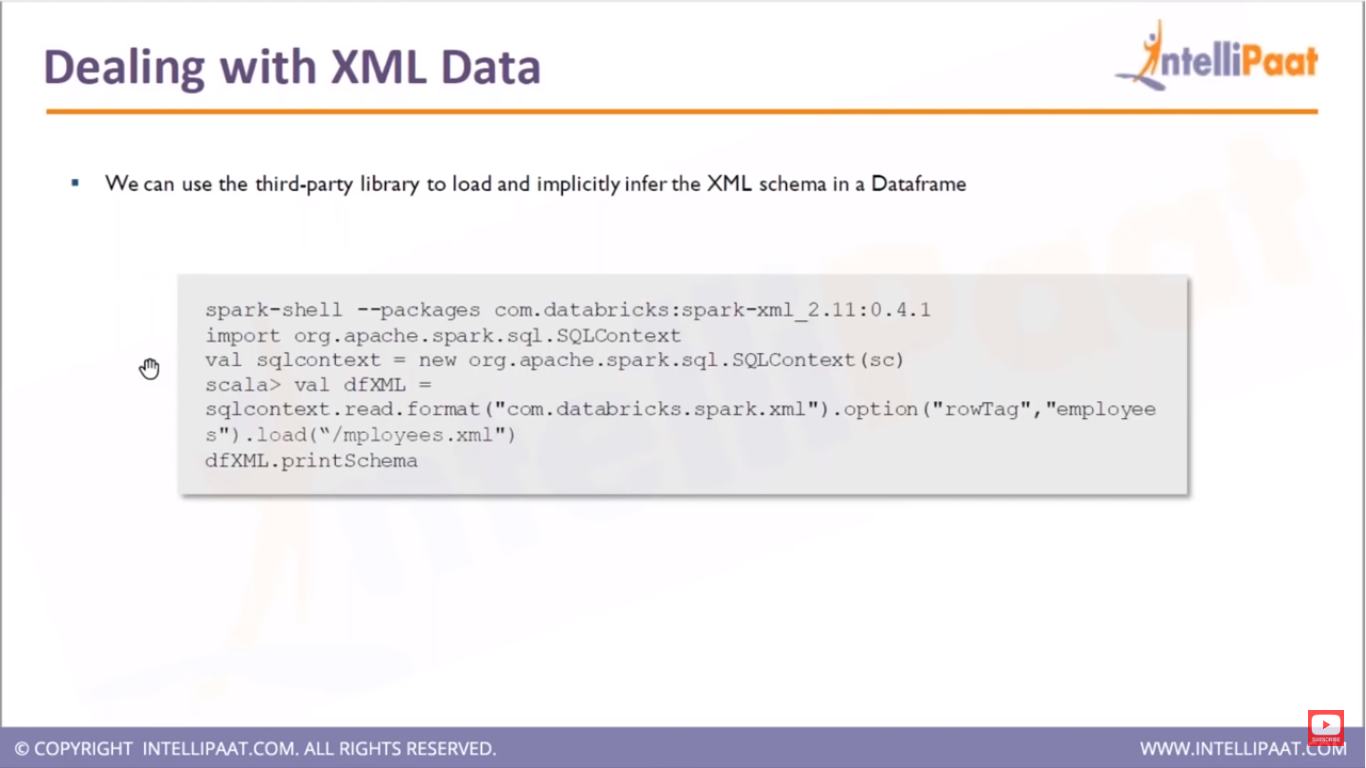 Dealing with XML Data
IntelliPaat
▪ We can use the third-party library to load and implicitly infer the XML schema in a Dataframe
spark-shell --packages com.databricks:spark-xml_2.11:0.4.1
import org.apache.spark.sql.SQLContext
val sqlcontext = new org.apache.spark.sql.SQLContext(sc)
scala> val dfXML =
sqlcontext.read.format("com.databricks.spark.xml").option("rowTag","employee
s").load(“/mployees.xml")
dfXML.printSchema
SUBSCRIBE
© COPYRIGHT INTELLIPAAT.COM. ALL RIGHTS RESERVED.
WWW.INTELLIPAAT.COM